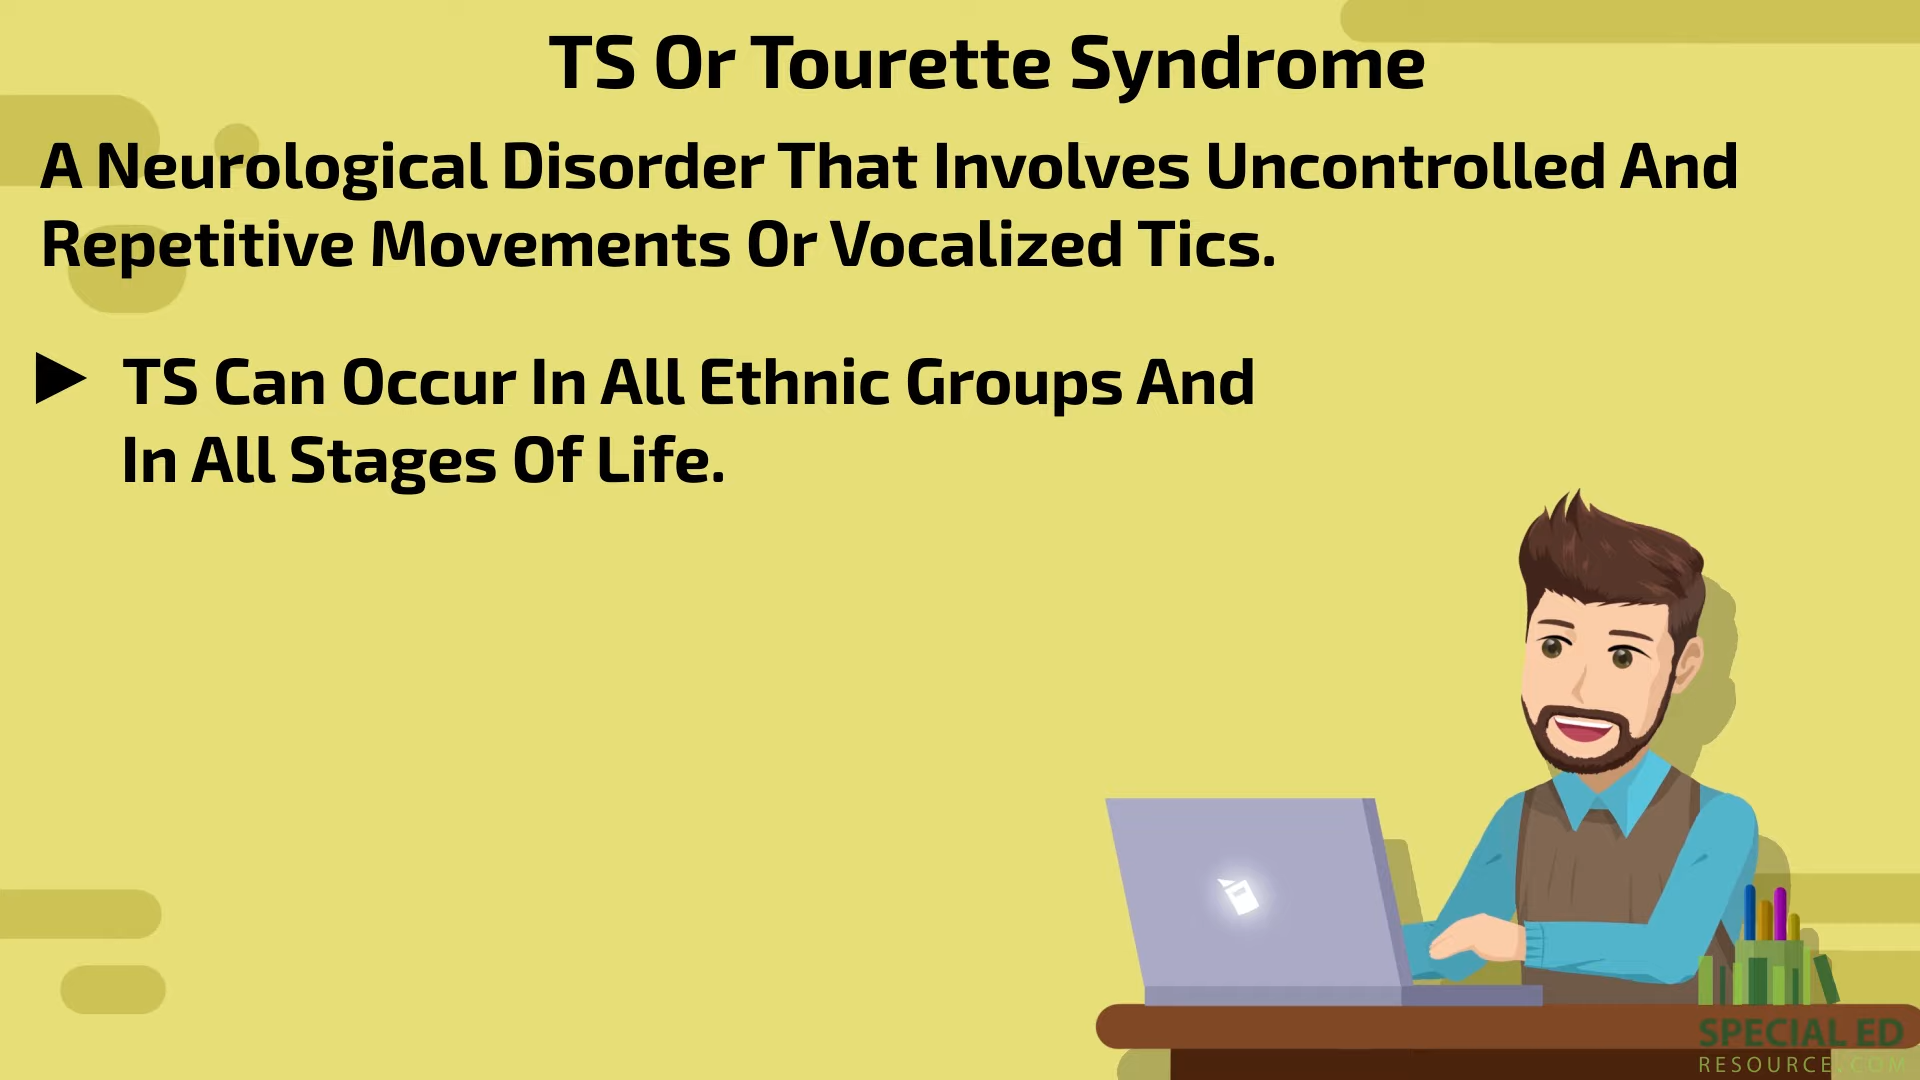 TS Or Tourette Syndrome
A Neurological Disorder That Involves Uncontrolled And
Repetitive Movements Or Vocalized Tics.
TS Can Occur In All Ethnic Groups And
In All Stages Of Life.
SPECIAL ED
RESOURCE.COM